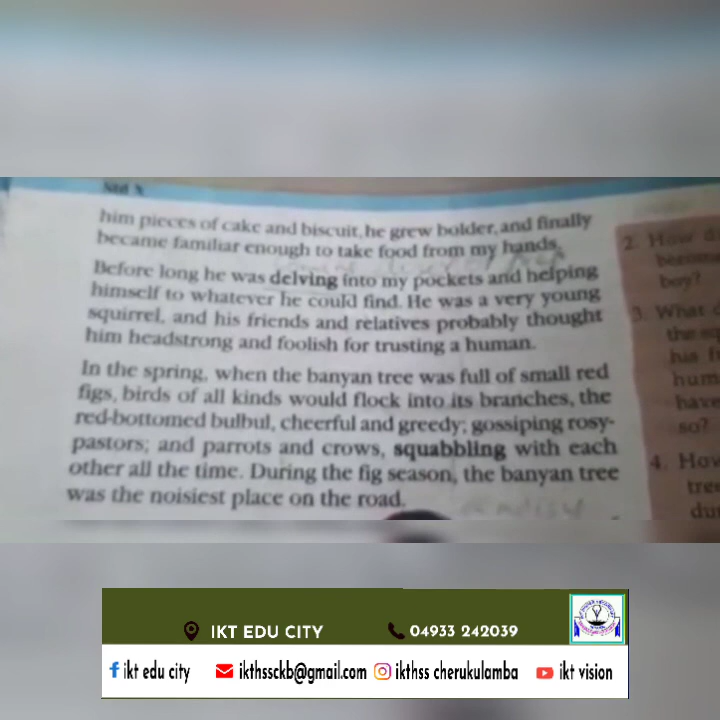 Std X
him pieces of cake and biscuit, he grew bolder, and finally
became familiar enough to take food from my hands.
Before long he was delving into my pockets and helping
himself to whatever he could find. He was a very young
squirrel, and his friends and relatives probably thought
him headstrong and foolish for trusting a human.
In the spring, when the banyan tree was full of small red
figs, birds of all kinds would flock into its branches, the
red-bottomed bulbul, cheerful and greedy; gossiping rosy-
pastors; and parrots and crows, squabbling with each
other all the time. During the fig season, the banyan tree
was the noisiest place on the road.
2. How d
boy?
3. What
the sq
his f
hum
have
so?
4. How
tree
du
IKT EDU CITY 04933 242039
ikt edu city ikthssckb@gmail.com ikthss cherukulamba ikt vision